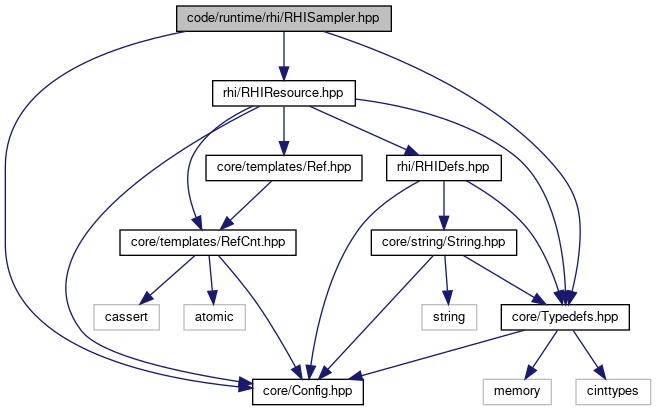 code/runtime/rhi/RHISampler.hpp
rhi/RHIResource.hpp
core/templates/Ref.hpp
rhi/RHIDefs.hpp
core/templates/RefCnt.hpp
core/string/String.hpp
cassert
atomic
string
core/Typedefs.hpp
core/Config.hpp
memory
cinttypes